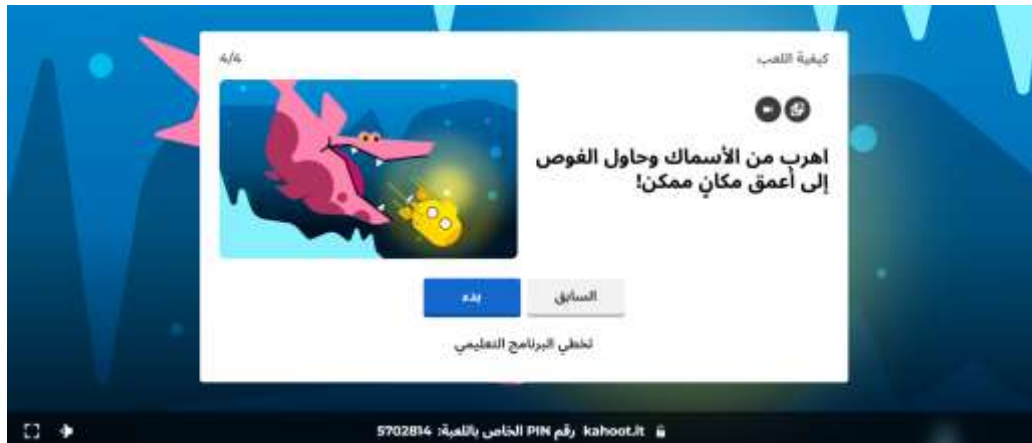 كيفية اللعب
4/4
اهرب من الأسماك وحاول الغوص
إلى أعمق مكانٍ ممكن!
السابق
بدء
تخطي البرنامج التعليمي
kahoot.it رقم PIN الخاص باللعبة: 5702814